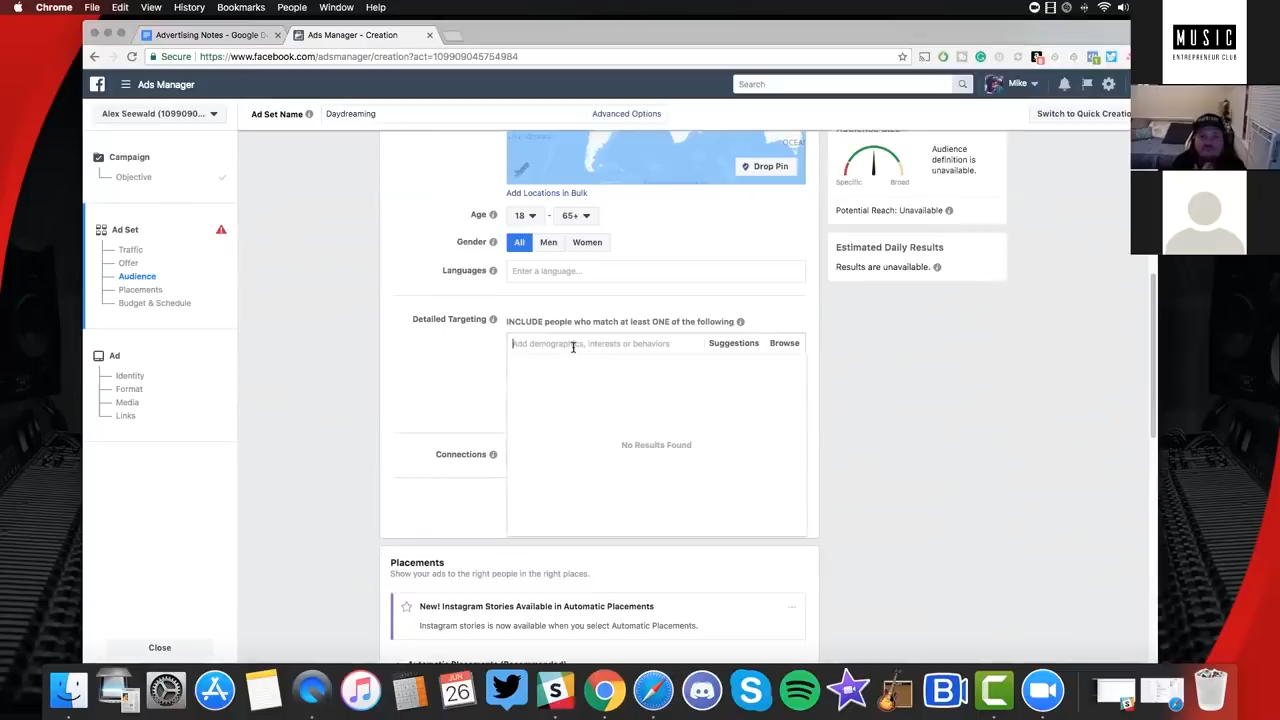 Chrome File Edit View History Bookmarks People Window Help
Advertising Notes - Google D
Ads Manager - Creation
Secure https://www.facebook.com/adsmanager/creation?act=109909045754984
MUSIC
ENTREPRENEUR CLUB
Ads Manager
Search
Mike
Alex Seewald (1099090...
Ad Set Name
Daydreaming
Advanced Options
Switch to Quick Creatio
Campaign
Objective
Ad Set
Traffic
Offer
Audience
Placements
Budget & Schedule
Ad
Identity
Format
Media
Links
Close
OCEA
Drop Pin
Add Locations in Bulk
Age
18 - 65+
Gender
All Men Women
Languages
Enter a language...
Detailed Targeting
INCLUDE people who match at least ONE of the following
Add demographics, interests or behaviors
Suggestions
Browse
No Results Found
Connections
Placements
Show your ads to the right people in the right places.
New! Instagram Stories Available in Automatic Placements
Instagram stories is now available when you select Automatic Placements.
Automatic Placements (Recommended)
Audience Size
Specific
Broad
Audience
definition is
unavailable.
Potential Reach: Unavailable
Estimated Daily Results
Results are unavailable.
JUN
26